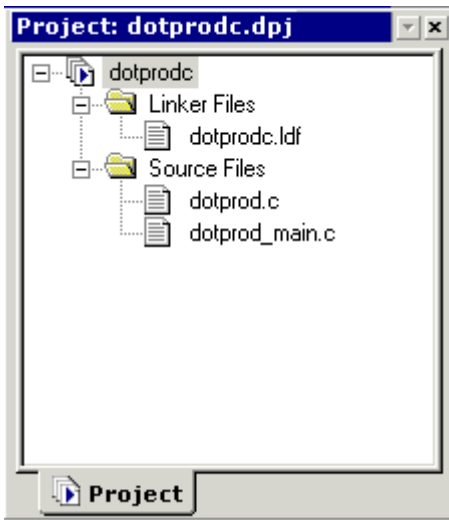 Project: dotprodc.dpj
dotprodc
Linker Files
dotprodc.ldf
Source Files
dotprod.c
dotprod_main.c
Project